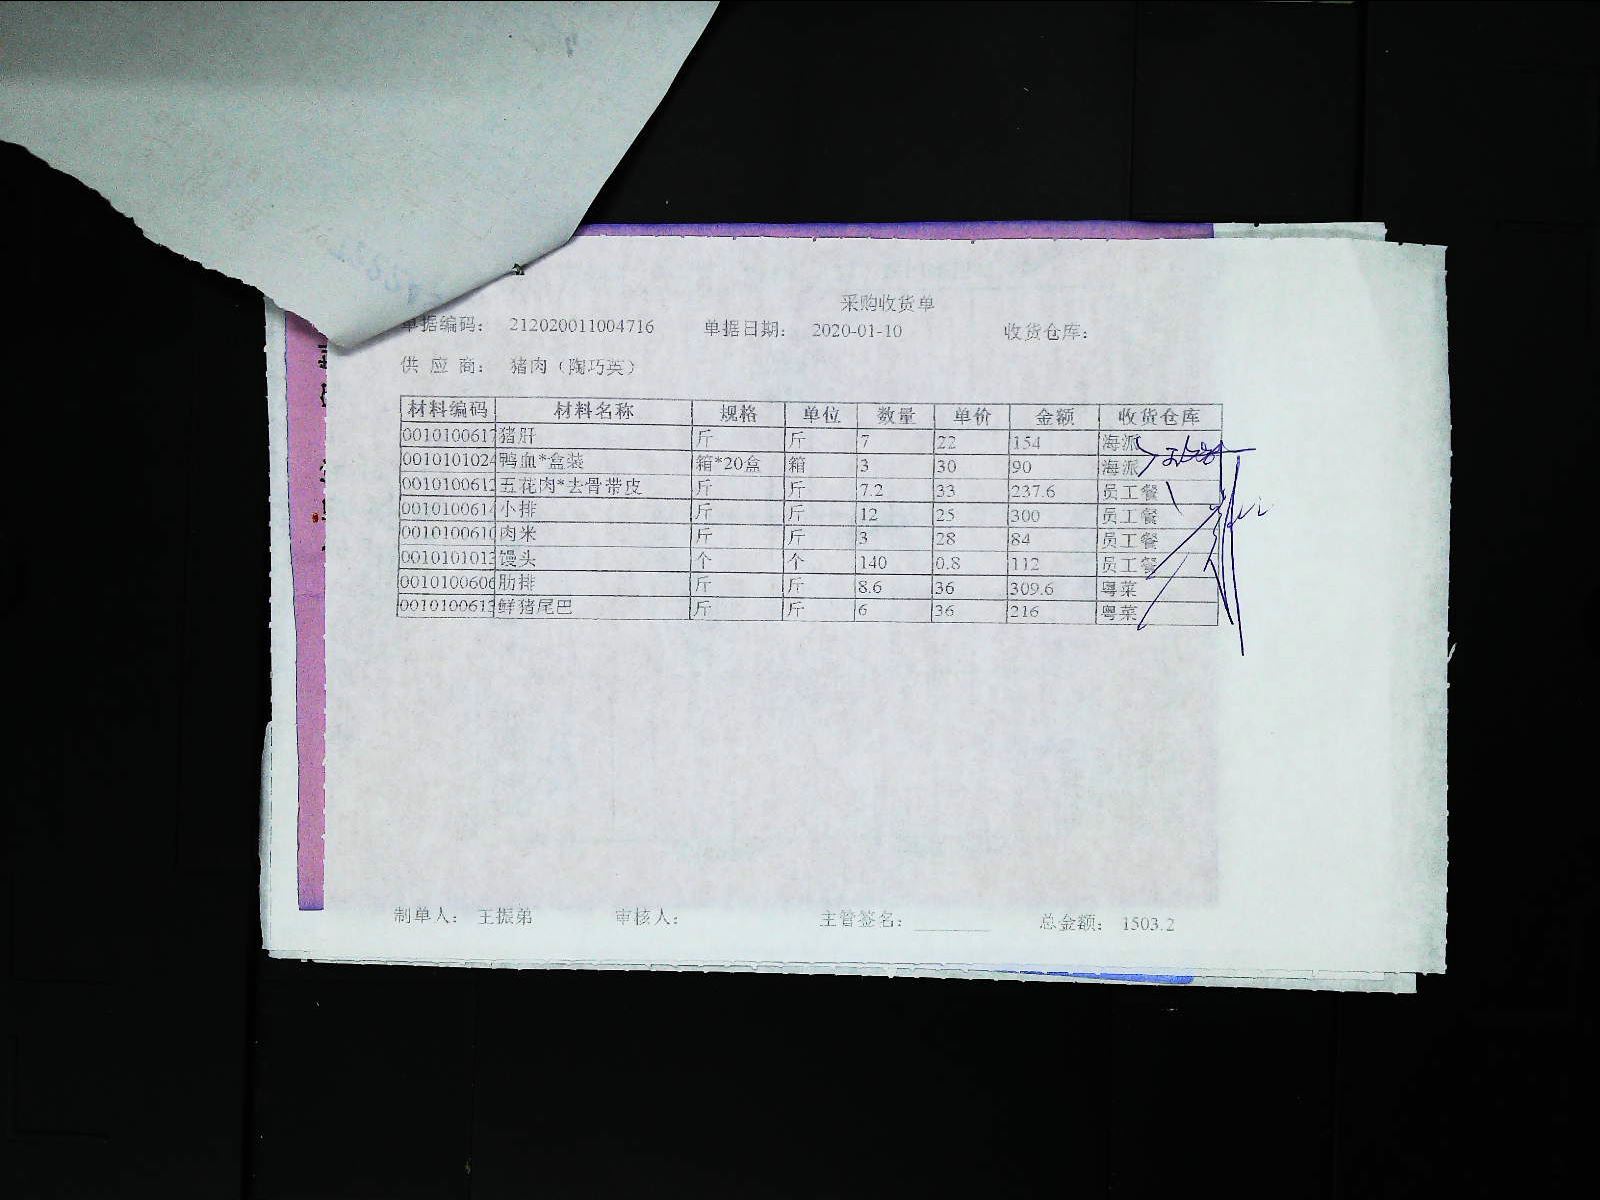 采购收货单
单据编码： 212020011004716 单据日期： 2020-01-10 收货仓库：
供 应 商： 猪肉（陶巧英）
材料编码 材料名称 规格 单位 数量 单价 金额 收货仓库
0010100617 猪肝 斤 斤 7 22 154 海派
0010101024 鸭血*盒装 箱*20盒 箱 3 30 90 海派
0010100612 五花肉*去骨带皮 斤 斤 7.2 33 237.6 员工餐
0010100614 小排 斤 斤 12 25 300 员工餐
0010100610 肉米 斤 斤 3 28 84 员工餐
0010101013 馒头 个 个 140 0.8 112 员工餐
0010100606 肋排 斤 斤 8.6 36 309.6 粤菜
0010100613 鲜猪尾巴 斤 斤 6 36 216 粤菜
制单人： 王振弟 审核人： 主管签名： 总金额： 1503.2